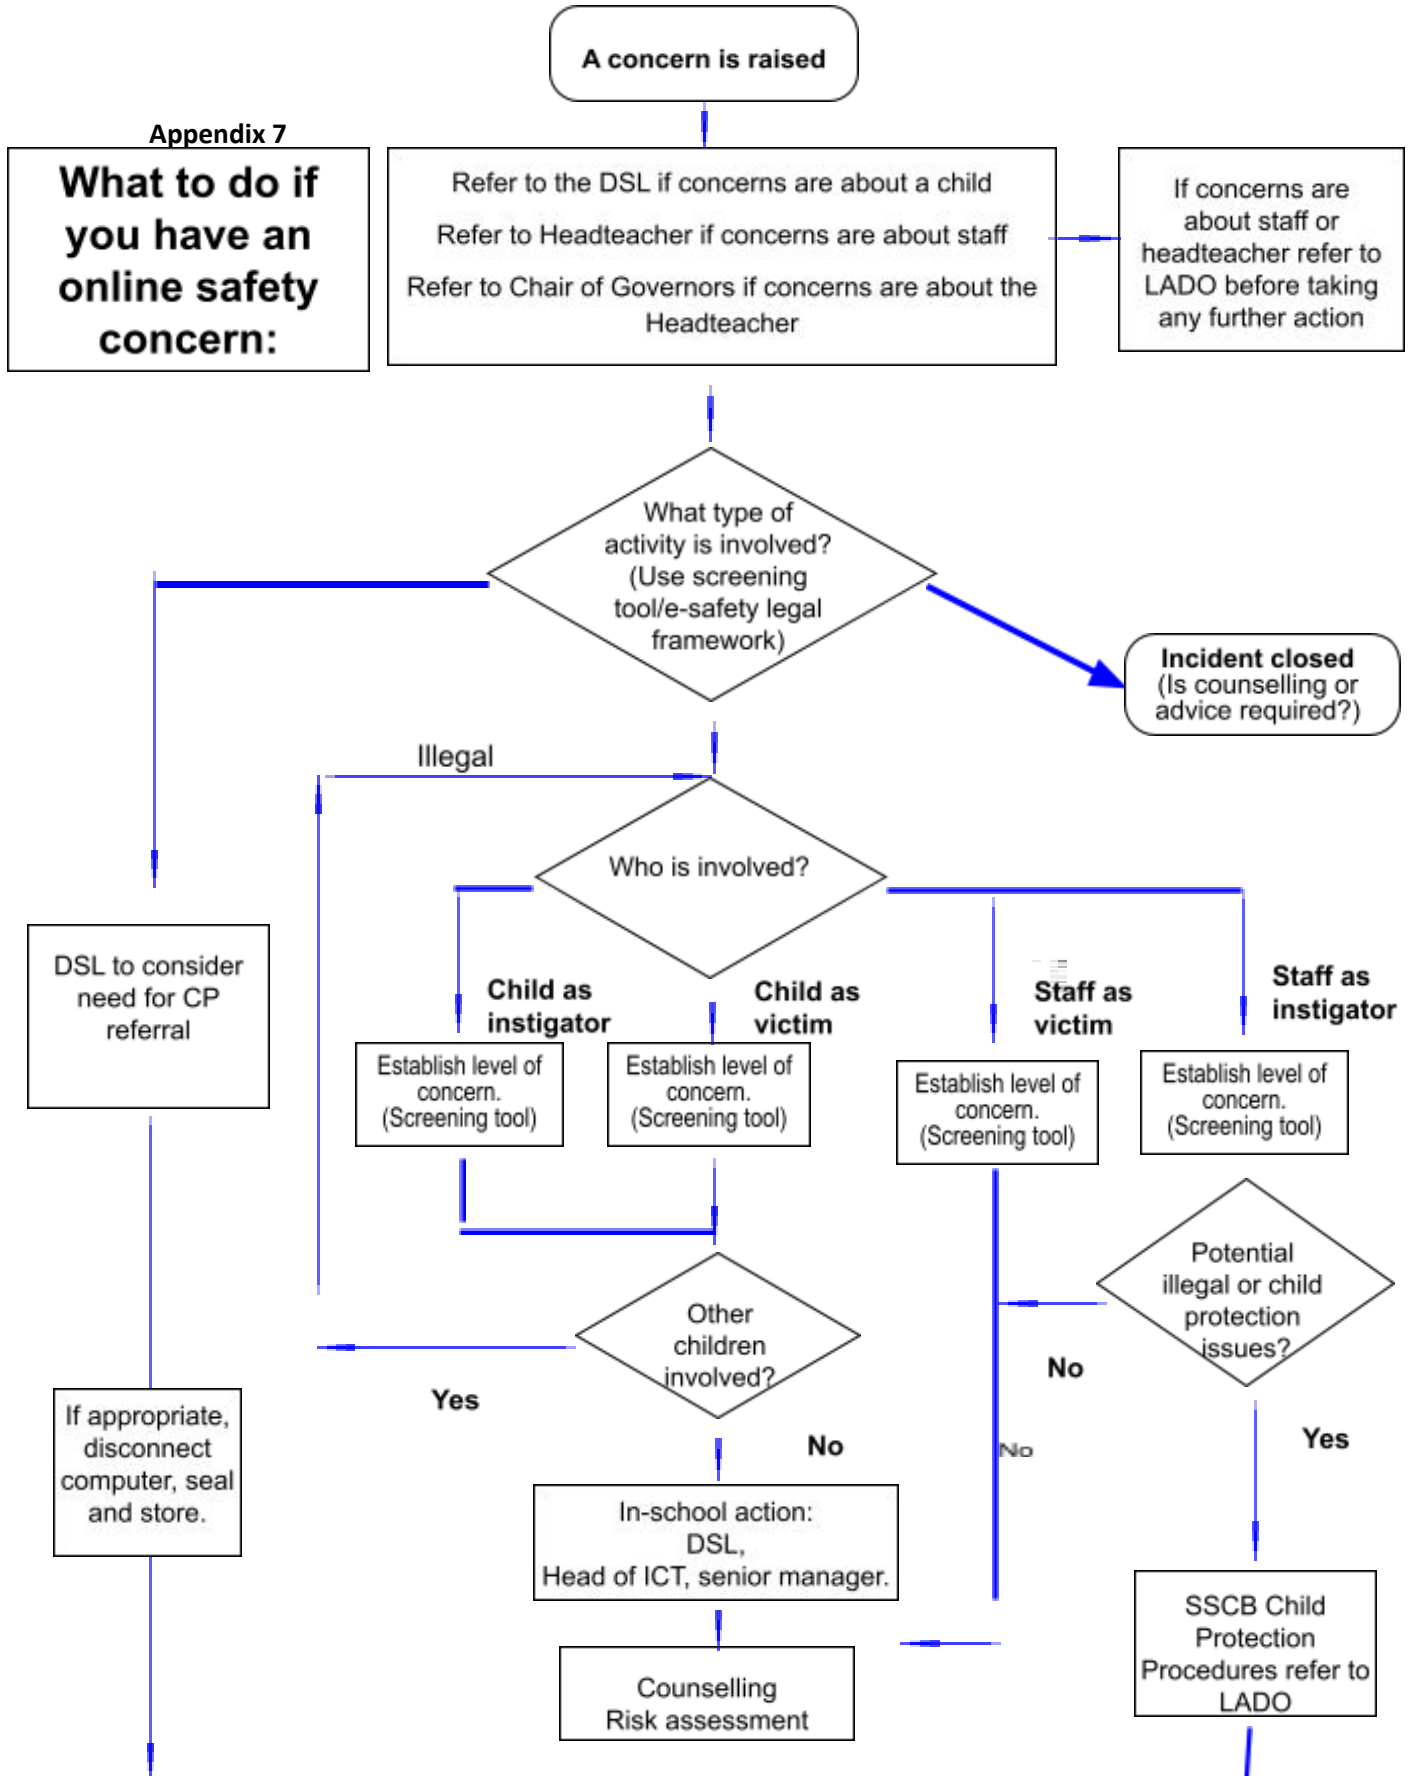 A concern is raised
Appendix 7
What to do if
you have an
online safety
concern:
Refer to the DSL if concerns are about a child
Refer to Headteacher if concerns are about staff
Refer to Chair of Governors if concerns are about the
Headteacher
If concerns are
about staff or
headteacher refer to
LADO before taking
any further action
What type of
activity is involved?
(Use screening
tool/e-safety legal
framework)
Incident closed
(Is counselling or
advice required?)
Illegal
Who is involved?
DSL to consider
need for CP
referral
Child as
instigator
Child as
victim
Staff as
victim
Staff as
instigator
Establish level of
concern.
(Screening tool)
Establish level of
concern.
(Screening tool)
Establish level of
concern.
(Screening tool)
Establish level of
concern.
(Screening tool)
Other
children
involved?
Potential
illegal or child
protection
issues?
Yes
No
No
No
Yes
If appropriate,
disconnect
computer, seal
and store.
In-school action:
DSL,
Head of ICT, senior manager.
Counselling
Risk assessment
SSCB Child
Protection
Procedures refer to
LADO